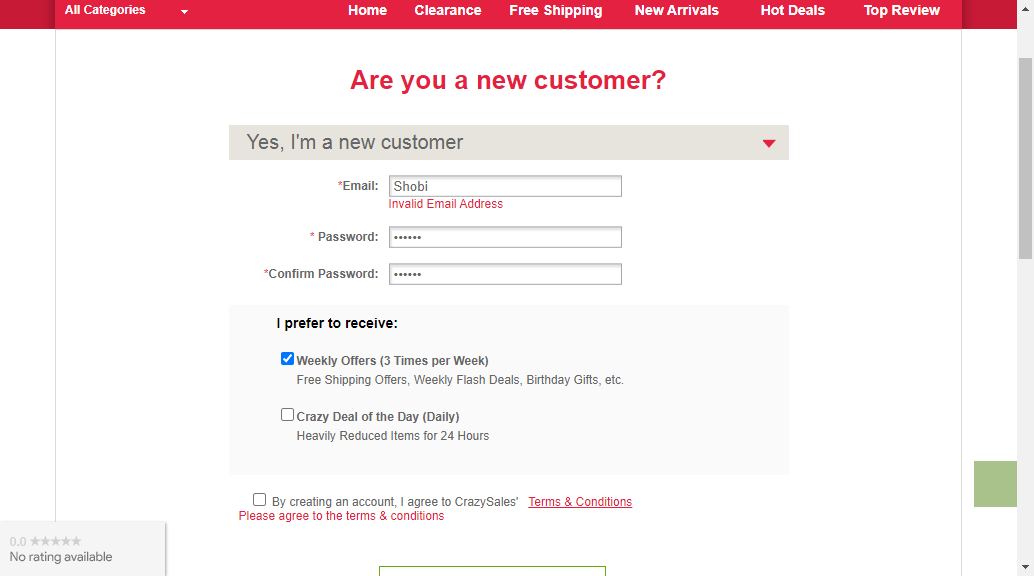 All Categories Home Clearance Free Shipping New Arrivals Hot Deals Top Review
Are you a new customer?
Yes, I'm a new customer
*Email: Shobi
Invalid Email Address
* Password: ••••••
*Confirm Password: ••••••
I prefer to receive:
Weekly Offers (3 Times per Week)
Free Shipping Offers, Weekly Flash Deals, Birthday Gifts, etc.
Crazy Deal of the Day (Daily)
Heavily Reduced Items for 24 Hours
By creating an account, I agree to CrazySales' Terms & Conditions
Please agree to the terms & conditions
0.0 ★★★★★
No rating available